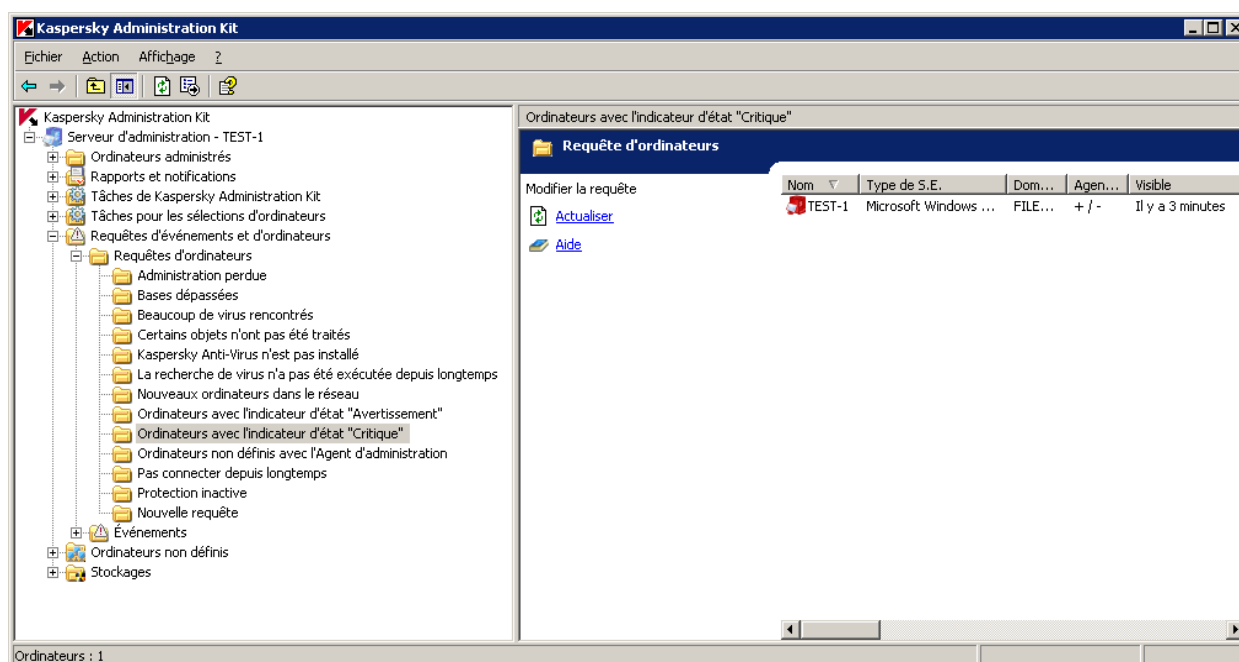 Kaspersky Administration Kit
Fichier Action Affichage ?
Kaspersky Administration Kit
Serveur d'administration - TEST-1
Ordinateurs administrés
Rapports et notifications
Tâches de Kaspersky Administration Kit
Tâches pour les sélections d'ordinateurs
Requêtes d'événements et d'ordinateurs
Requêtes d'ordinateurs
Administration perdue
Bases dépassées
Beaucoup de virus rencontrés
Certains objets n'ont pas été traités
Kaspersky Anti-Virus n'est pas installé
La recherche de virus n'a pas été exécutée depuis longtemps
Nouveaux ordinateurs dans le réseau
Ordinateurs avec l'indicateur d'état "Avertissement"
Ordinateurs avec l'indicateur d'état "Critique"
Ordinateurs non définis avec l'Agent d'administration
Pas connecter depuis longtemps
Protection inactive
Nouvelle requête
Événements
Ordinateurs non définis
Stockages
Ordinateurs avec l'indicateur d'état "Critique"
Requête d'ordinateurs
Modifier la requête
Actualiser
Aide
Nom Type de S.E. Dom... Agen... Visible
TEST-1 Microsoft Windows ... FILE... + / - Il y a 3 minutes
Ordinateurs : 1